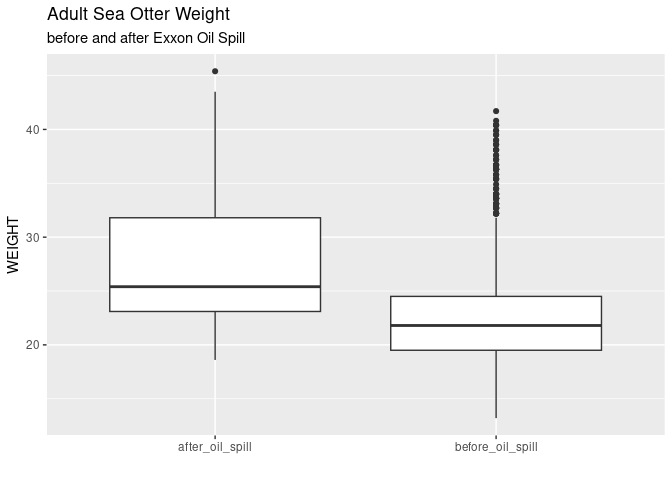 Adult Sea Otter Weight
before and after Exxon Oil Spill
WEIGHT
40
30
20
after_oil_spill
before_oil_spill